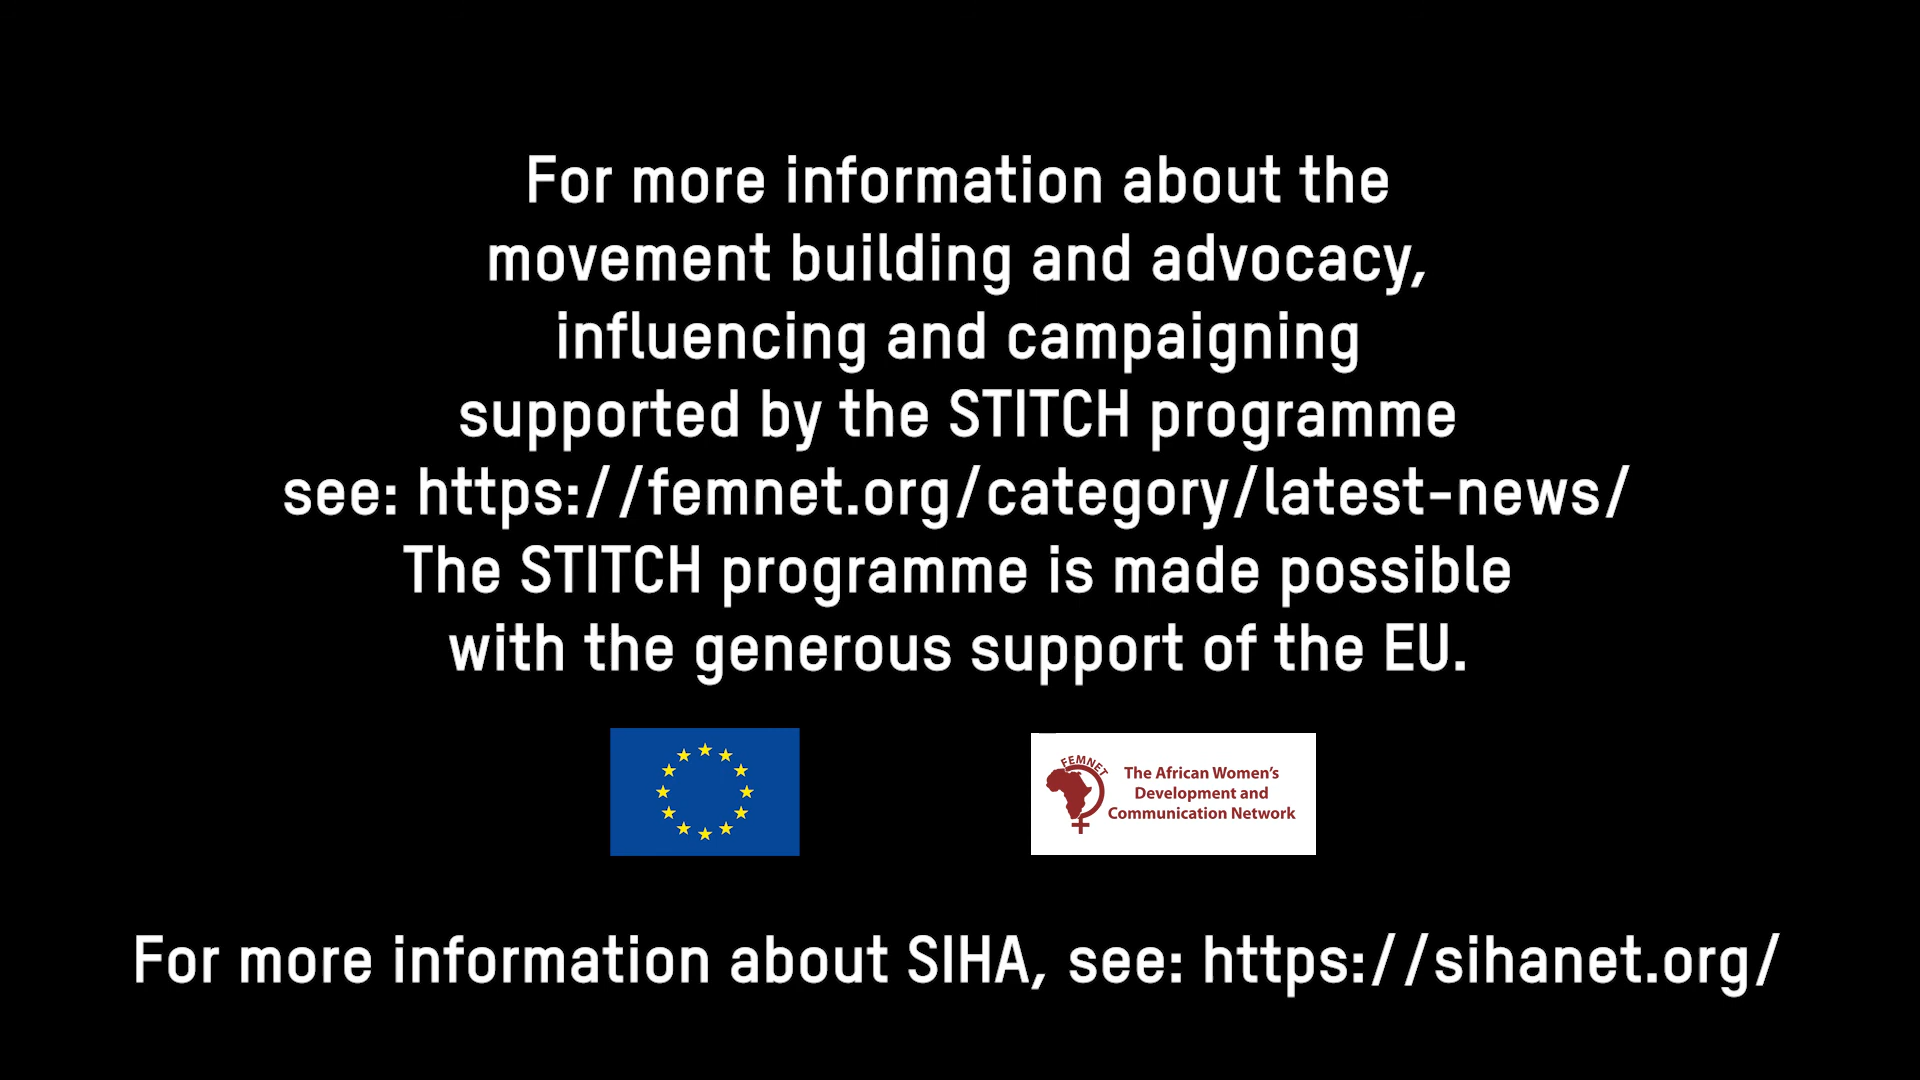 For more information about the
movement building and advocacy,
influencing and campaigning
supported by the STITCH programme
see: https://femnet.org/category/latest-news/
The STITCH programme is made possible
with the generous support of the EU.
FEMNET
The African Women's
Development and
Communication Network
For more information about SIHA, see: https://sihanet.org/